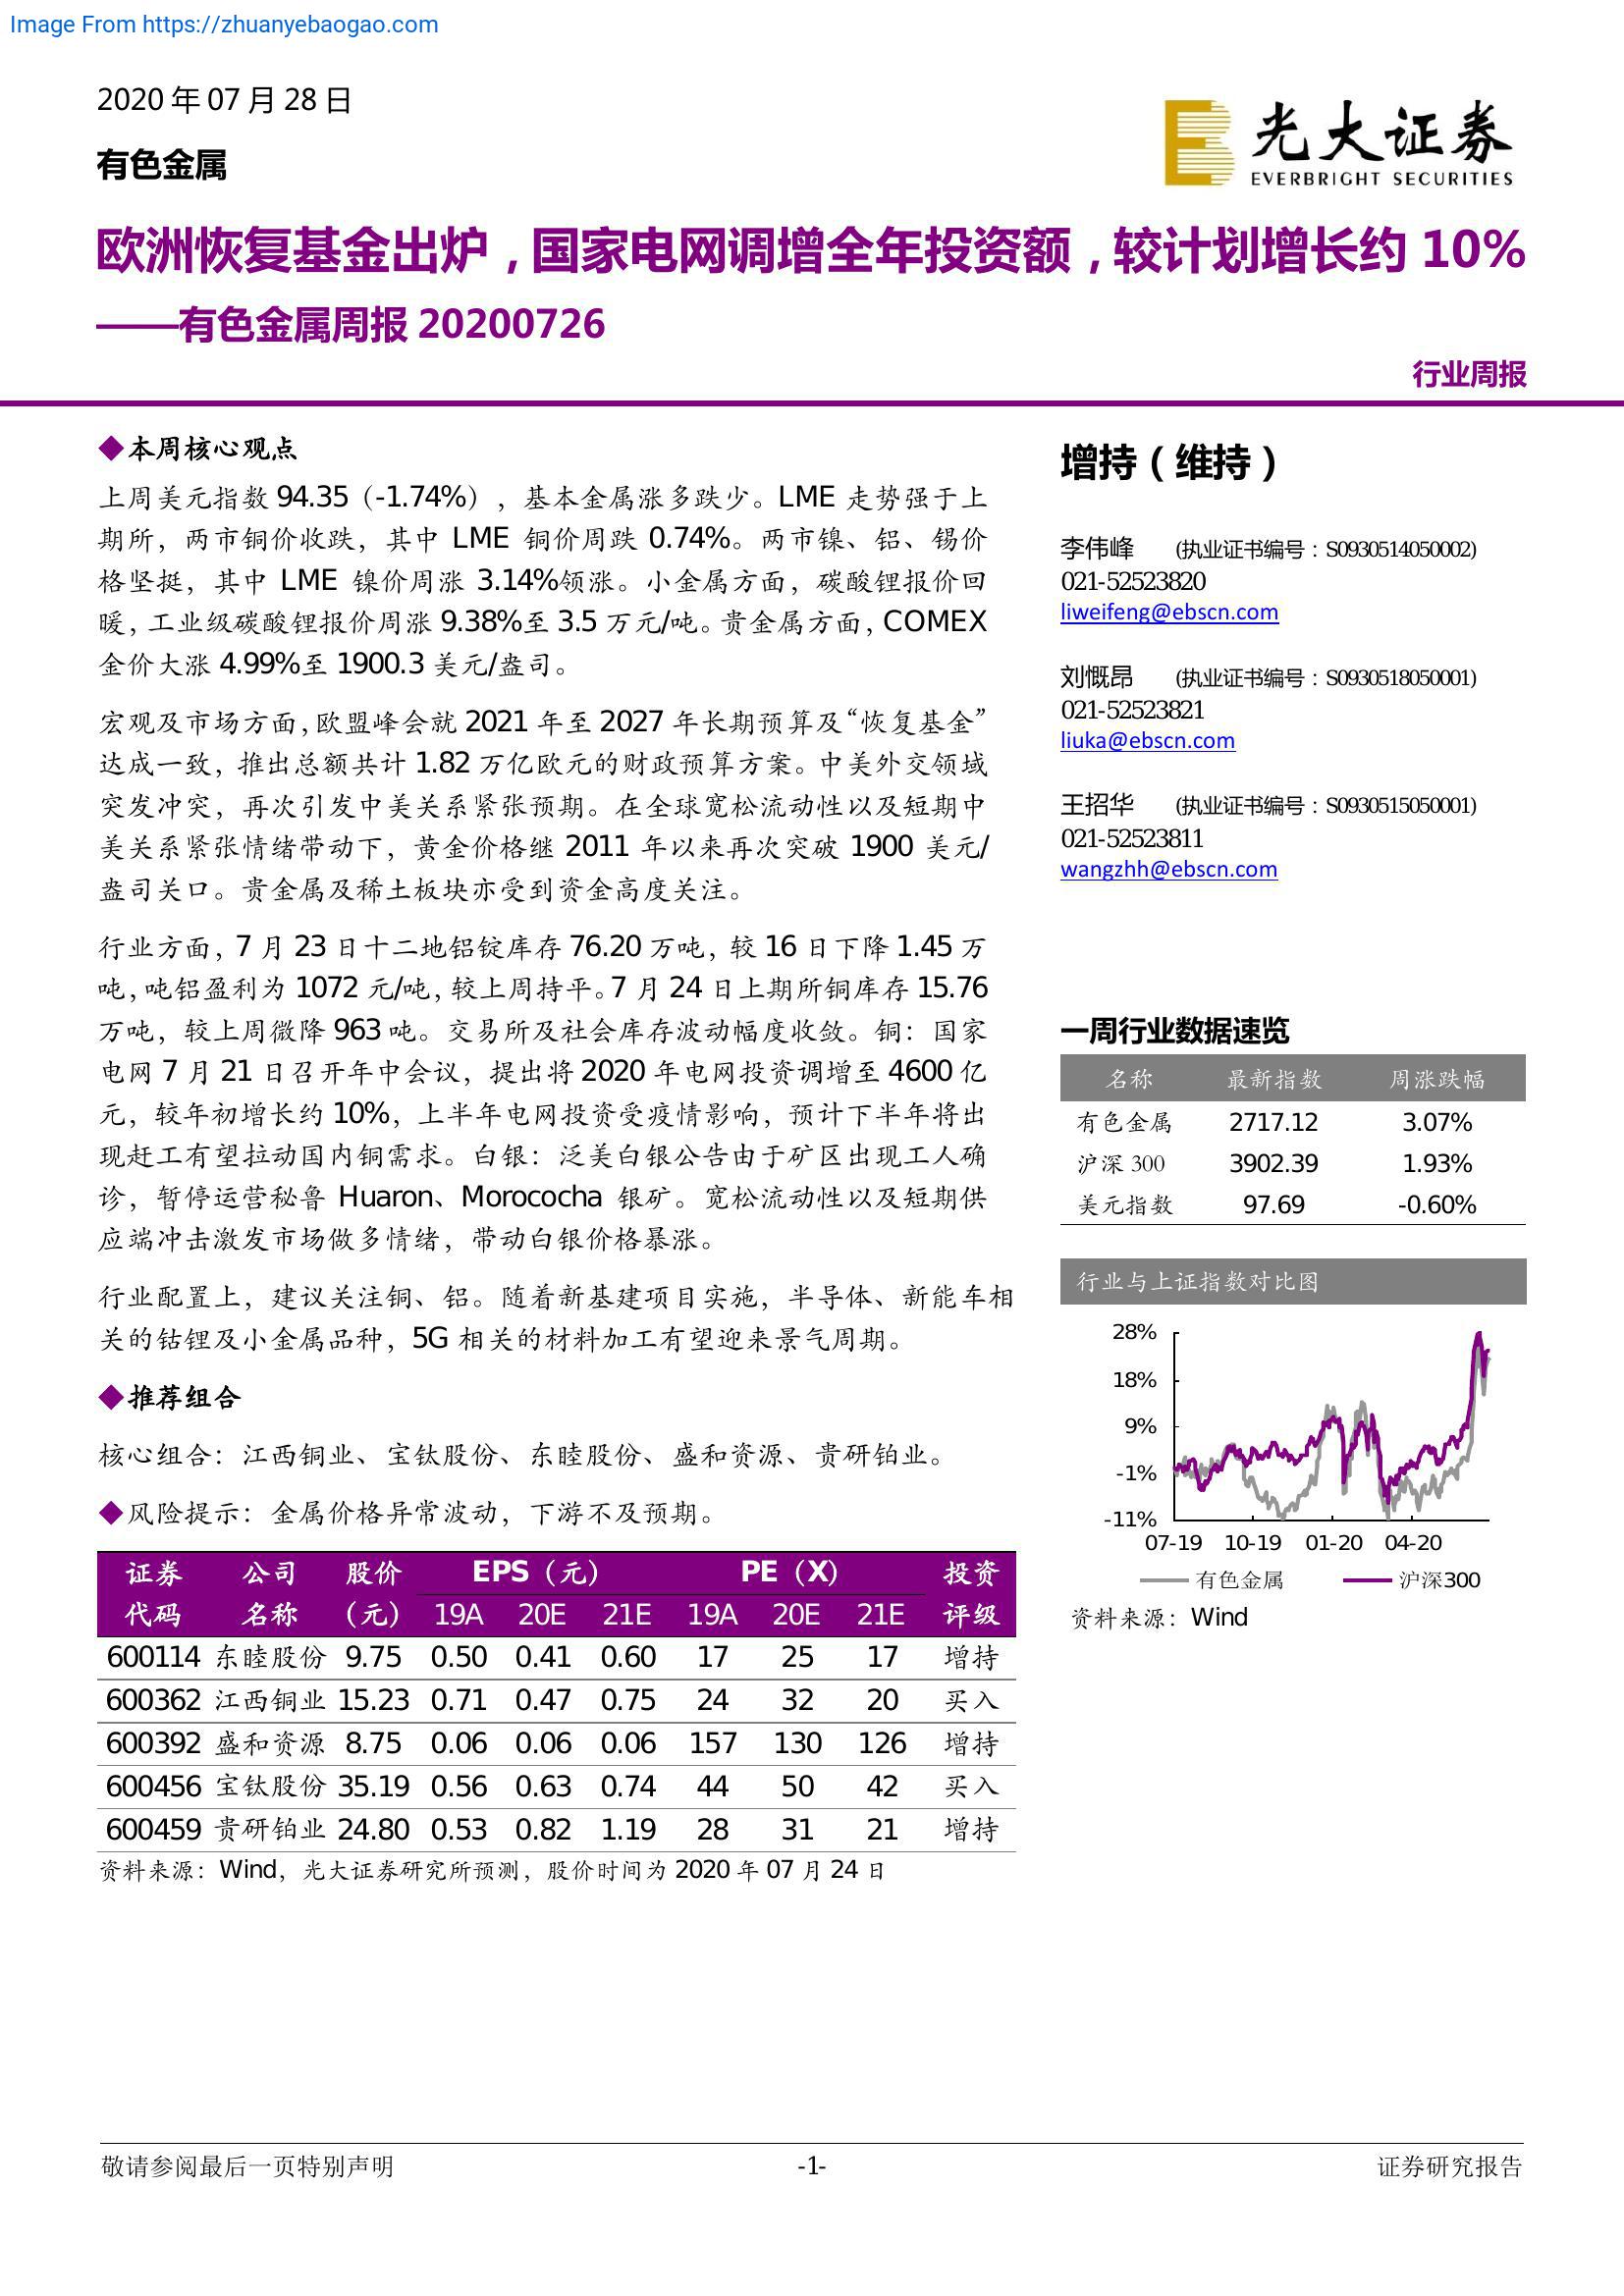 Image From https://zhuanyebaogao.com
2020 年 07 月 28 日
有色金属
光大证券
EVERBRIGHT SECURITIES
欧洲恢复基金出炉，国家电网调增全年投资额，较计划增长约 10%
——有色金属周报 20200726
行业周报
◆本周核心观点
上周美元指数 94.35（-1.74%），基本金属涨多跌少。LME 走势强于上
期所，两市铜价收跌，其中 LME 铜价周跌 0.74%。两市镍、铝、锡价
格坚挺，其中 LME 镍价周涨 3.14%领涨。小金属方面，碳酸锂报价回
暖，工业级碳酸锂报价周涨 9.38%至 3.5 万元/吨。贵金属方面，COMEX
金价大涨 4.99%至 1900.3 美元/盎司。
宏观及市场方面，欧盟峰会就 2021 年至 2027 年长期预算及“恢复基金”
达成一致，推出总额共计 1.82 万亿欧元的财政预算方案。中美外交领域
突发冲突，再次引发中美关系紧张预期。在全球宽松流动性以及短期中
美关系紧张情绪带动下，黄金价格继 2011 年以来再次突破 1900 美元/
盎司关口。贵金属及稀土板块亦受到资金高度关注。
行业方面，7 月 23 日十二地铝锭库存 76.20 万吨，较 16 日下降 1.45 万
吨，吨铝盈利为 1072 元/吨，较上周持平。7 月 24 日上期所铜库存 15.76
万吨，较上周微降 963 吨。交易所及社会库存波动幅度收敛。铜：国家
电网 7 月 21 日召开年中会议，提出将 2020 年电网投资调增至 4600 亿
元，较年初增长约 10%，上半年电网投资受疫情影响，预计下半年将出
现赶工有望拉动国内铜需求。白银：泛美白银公告由于矿区出现工人确
诊，暂停运营秘鲁 Huaron、Morococha 银矿。宽松流动性以及短期供
应端冲击激发市场做多情绪，带动白银价格暴涨。
行业配置上，建议关注铜、铝。随着新基建项目实施，半导体、新能车相
关的钴锂及小金属品种，5G 相关的材料加工有望迎来景气周期。
◆推荐组合
核心组合：江西铜业、宝钛股份、东睦股份、盛和资源、贵研铂业。
◆风险提示：金属价格异常波动，下游不及预期。
证券 公司 股价 EPS（元） PE（X） 投资
代码 名称 （元） 19A 20E 21E 19A 20E 21E 评级
600114 东睦股份 9.75 0.50 0.41 0.60 17 25 17 增持
600362 江西铜业 15.23 0.71 0.47 0.75 24 32 20 买入
600392 盛和资源 8.75 0.06 0.06 0.06 157 130 126 增持
600456 宝钛股份 35.19 0.56 0.63 0.74 44 50 42 买入
600459 贵研铂业 24.80 0.53 0.82 1.19 28 31 21 增持
资料来源：Wind，光大证券研究所预测，股价时间为 2020 年 07 月 24 日
增持（维持）
李伟峰 (执业证书编号：S0930514050002)
021-52523820
liweifeng@ebscn.com
刘慨昂 (执业证书编号：S0930518050001)
021-52523821
liuka@ebscn.com
王招华 (执业证书编号：S0930515050001)
021-52523811
wangzhh@ebscn.com
一周行业数据速览
名称 最新指数 周涨跌幅
有色金属 2717.12 3.07%
沪深 300 3902.39 1.93%
美元指数 97.69 -0.60%
行业与上证指数对比图
28%
18%
9%
-1%
-11%
07-19 10-19 01-20 04-20
有色金属 沪深300
资料来源：Wind
敬请参阅最后一页特别声明 -1- 证券研究报告